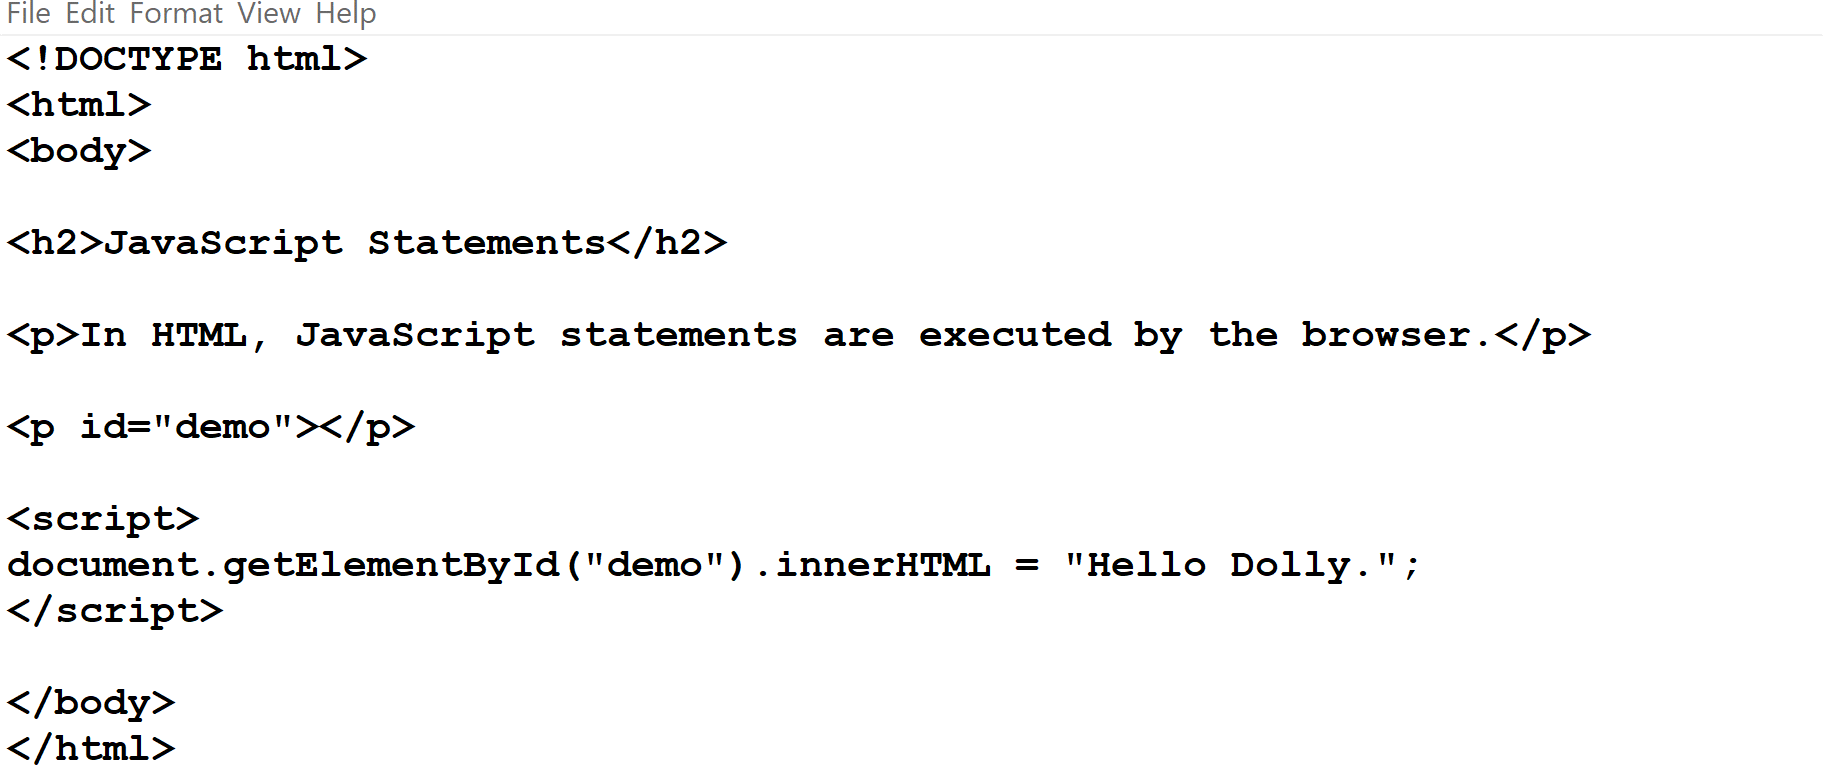 File Edit Format View Help
<!DOCTYPE html>
<html>
<body>
<h2>JavaScript Statements</h2>
<p>In HTML, JavaScript statements are executed by the browser.</p>
<p id="demo"></p>
<script>
document.getElementById("demo").innerHTML = "Hello Dolly.";
</script>
</body>
</html>